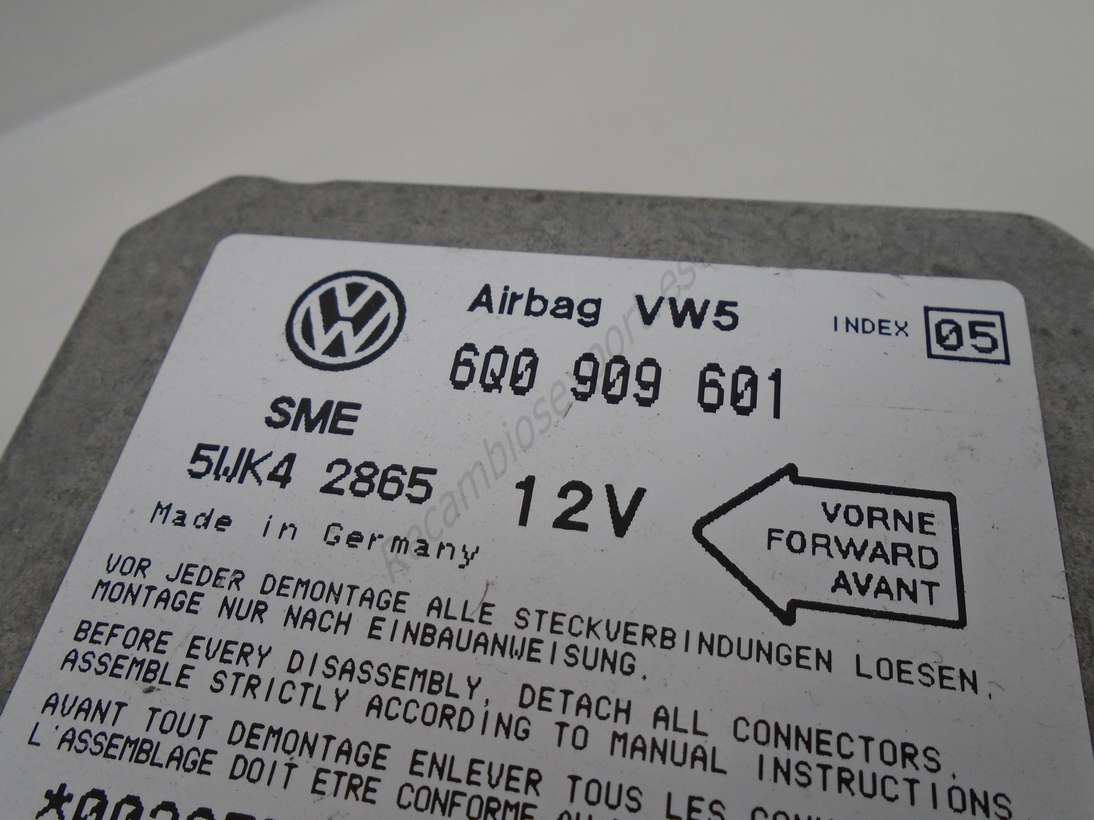 Airbag VW5
INDEX 05
6Q0 909 601
SME
5WK4 2865
12V
VORNE
FORWARD
AVANT
Made in Germany
VOR JEDER DEMONTAGE ALLE STECKVERBINDUNGEN LOESEN,
MONTAGE NUR NACH EINBAUANWEISUNG.
BEFORE EVERY DISASSEMBLY, DETACH ALL CONNECTORS,
ASSEMBLE STRICTLY ACCORDING TO MANUAL INSTRUCTIONS
AVANT TOUT DEMONTAGE ENLEVER TOUS LES
L'ASSEMBLAGE DOIT ETRE CONFORME